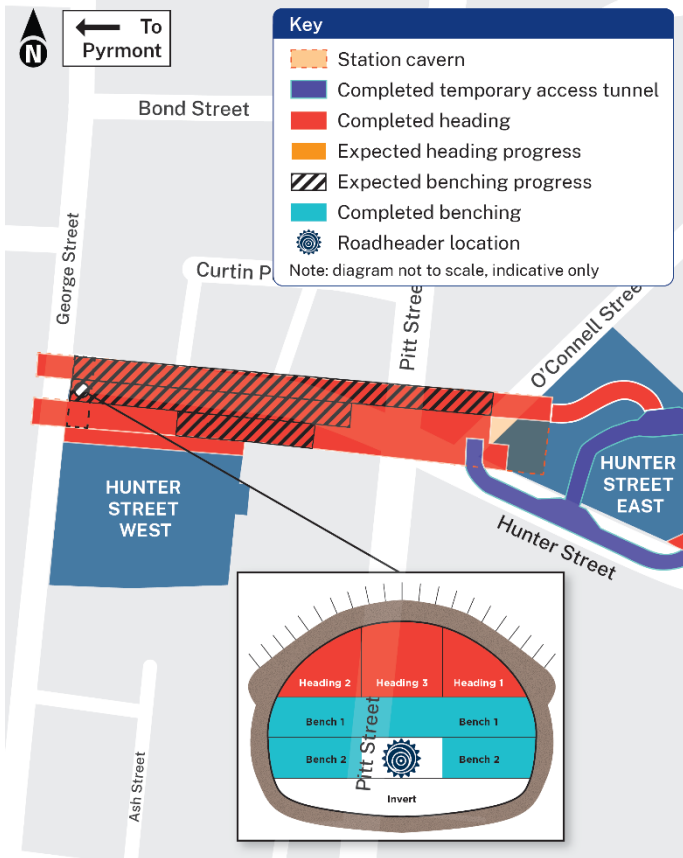 N
To
Pyrmont
Key
Station cavern
Completed temporary access tunnel
Completed heading
Expected heading progress
Expected benching progress
Completed benching
Roadheader location
Note: diagram not to scale, indicative only
Bond Street
George Street
Curtin P
Pitt Street
O'Connell Street
HUNTER
STREET
WEST
HUNTER
STREET
EAST
Hunter Street
Ash Street
Heading 2
Heading 3
Heading 1
Bench 1
Bench 1
Bench 2
Bench 2
Pitt Street
Invert